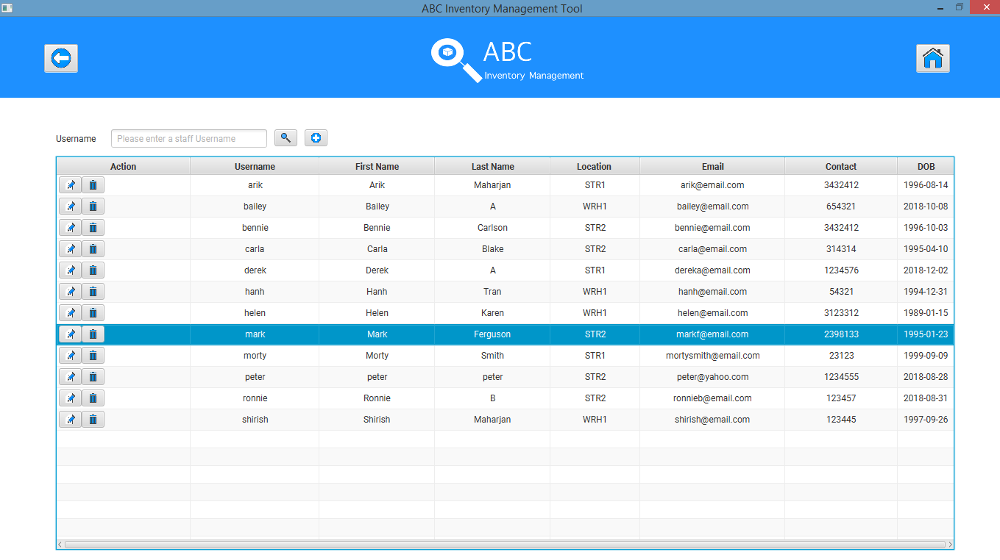 ABC Inventory Management Tool
ABC
Inventory Management
Username Please enter a staff Username
Action Username First Name Last Name Location Email Contact DOB
arik Arik Maharjan STR1 arik@email.com 3432412 1996-08-14
bailey Bailey A WRH1 bailey@email.com 654321 2018-10-08
bennie Bennie Carlson STR2 bennie@email.com 3432412 1996-10-03
carla Carla Blake STR2 carla@email.com 314314 1995-04-10
derek Derek A STR1 dereka@email.com 1234576 2018-12-02
hanh Hanh Tran WRH1 hanh@email.com 54321 1994-12-31
helen Helen Karen WRH1 helen@email.com 3123312 1989-01-15
mark Mark Ferguson STR2 markf@email.com 2398133 1995-01-23
morty Morty Smith STR1 mortysmith@email.com 23123 1999-09-09
peter peter peter STR2 peter@yahoo.com 1234555 2018-08-28
ronnie Ronnie B STR2 ronnieb@email.com 123457 2018-08-31
shirish Shirish Maharjan WRH1 shirish@email.com 123445 1997-09-26